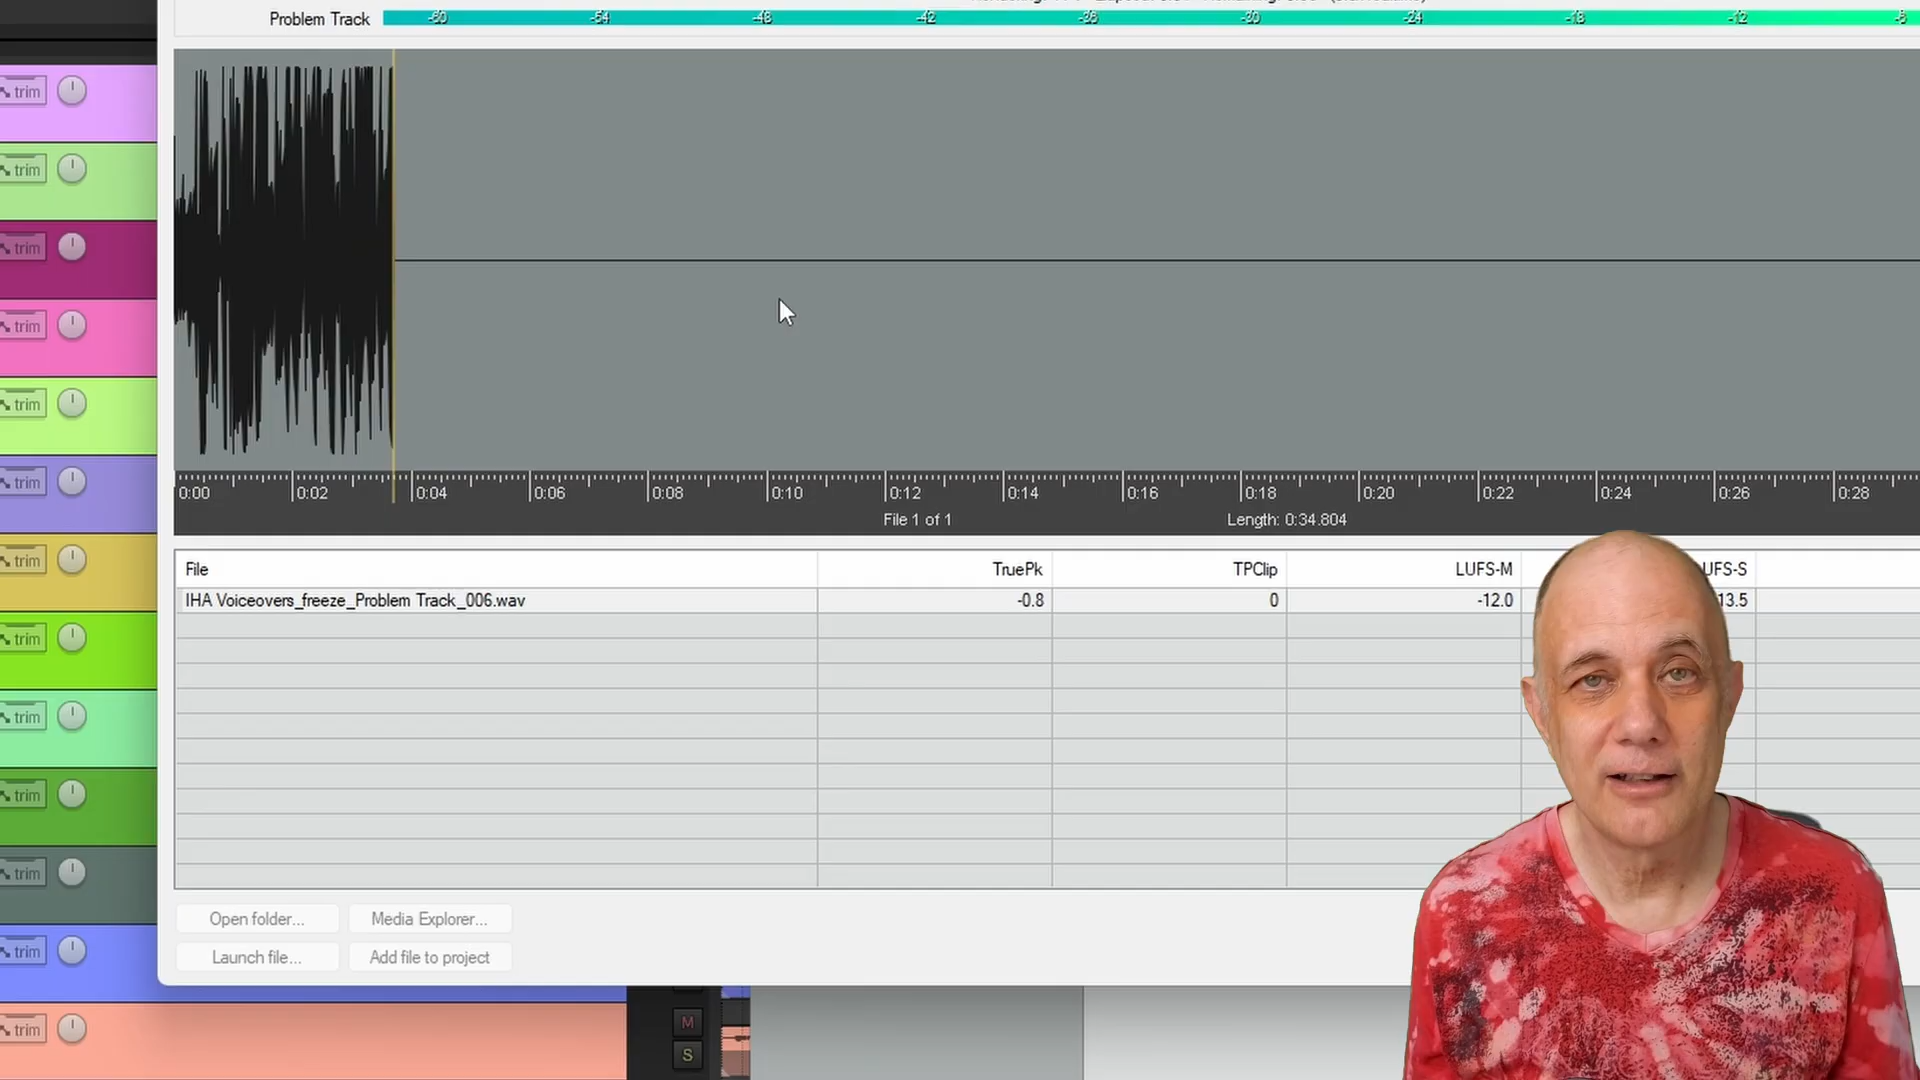 Problem Track -60 -54 -48 -42 -36 -30 -24 -18 -12 -6
trim
trim
trim
trim
trim
trim
trim
trim
trim
trim
trim
trim
trim
0:00 0:02 0:04 0:06 0:08 0:10 0:12 0:14 0:16 0:18 0:20 0:22 0:24 0:26 0:28
File 1 of 1 Length: 0:34.804
File TruePk TPClip LUFS-M UFS-S
IHA Voiceovers_freeze_Problem Track_006.wav -0.8 0 -12.0 13.5
Open folder... Media Explorer...
Launch file... Add file to project
M
S